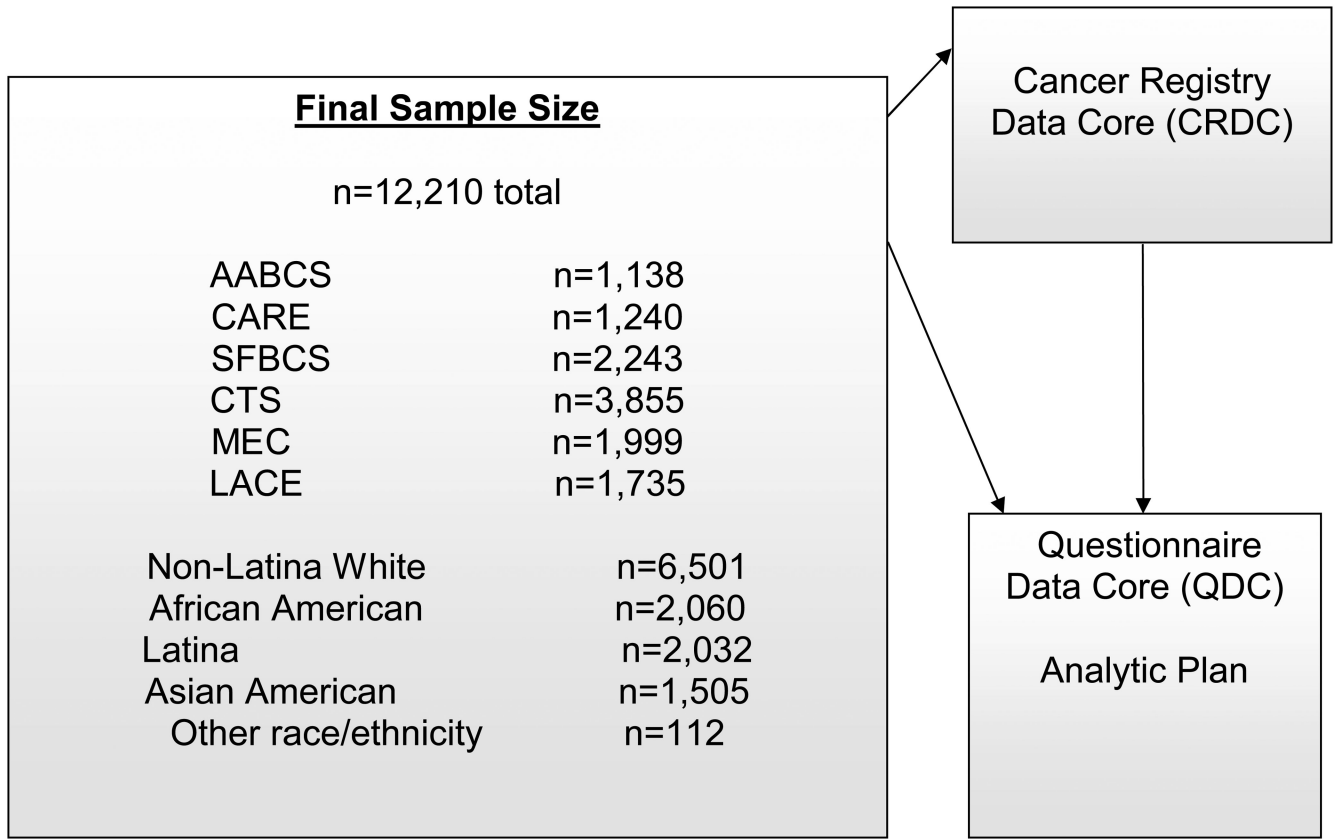 Final Sample Size
n=12,210 total
AABCS n=1,138
CARE n=1,240
SFBCS n=2,243
CTS n=3,855
MEC n=1,999
LACE n=1,735
Non-Latina White n=6,501
African American n=2,060
Latina n=2,032
Asian American n=1,505
Other race/ethnicity n=112
Cancer Registry
Data Core (CRDC)
Questionnaire
Data Core (QDC)
Analytic Plan